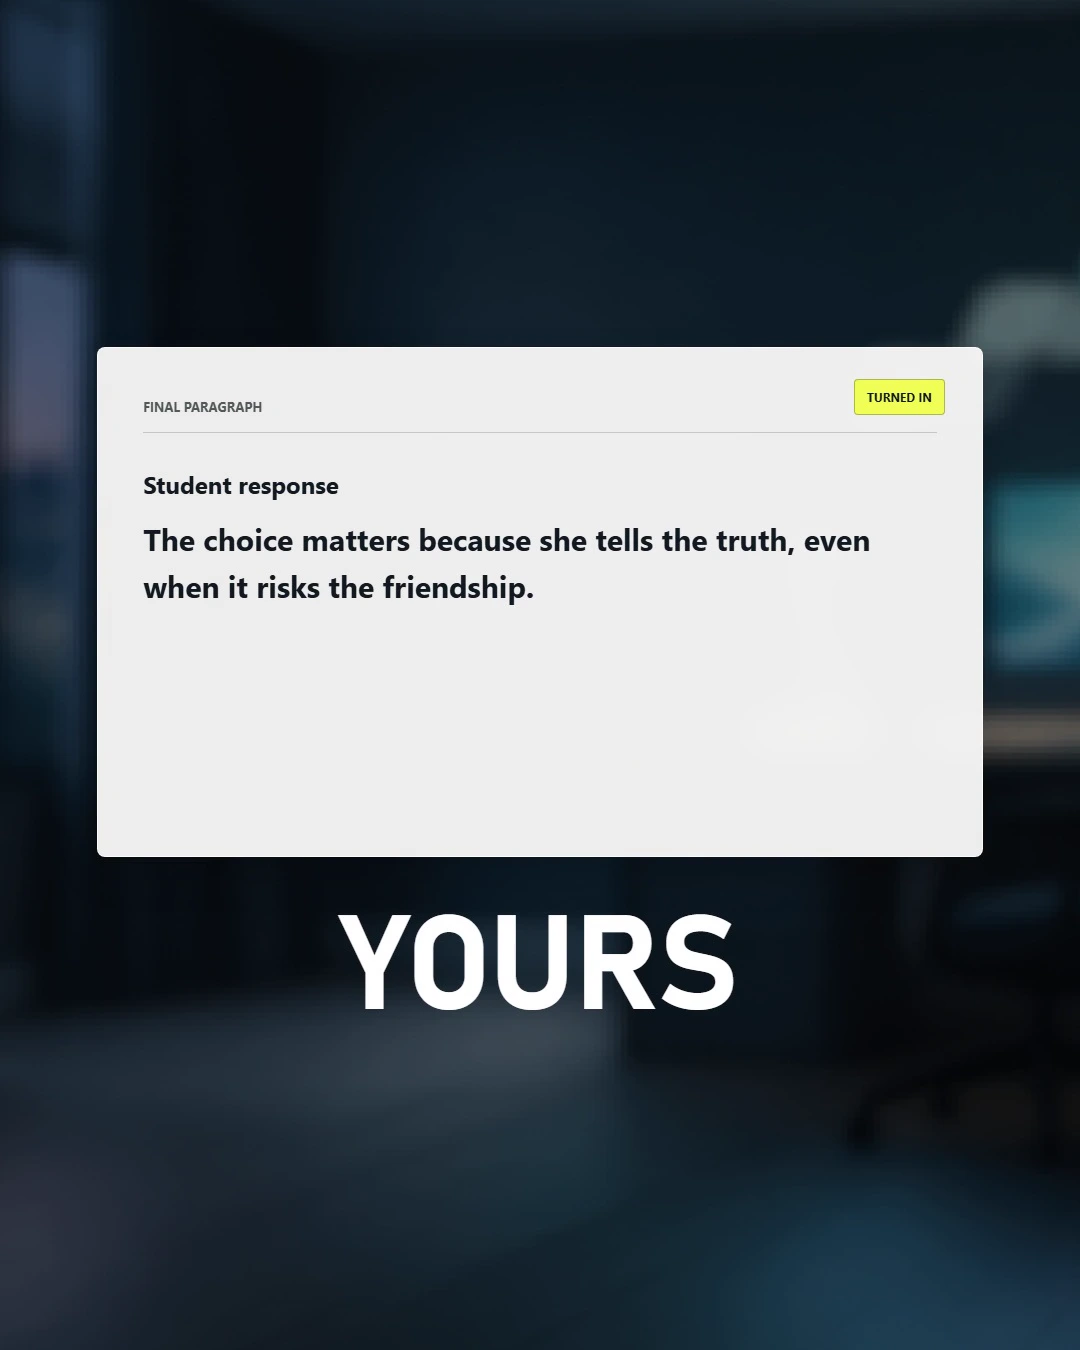 FINAL PARAGRAPH
TURNED IN
Student response
The choice matters because she tells the truth, even
when it risks the friendship.
YOURS